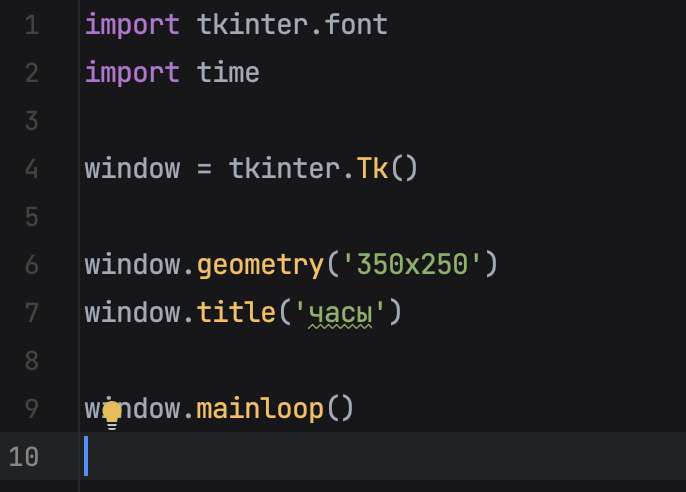 1 import tkinter.font
2 import time
3
4 window = tkinter.Tk()
5
6 window.geometry('350x250')
7 window.title('часы')
8
9 window.mainloop()
10